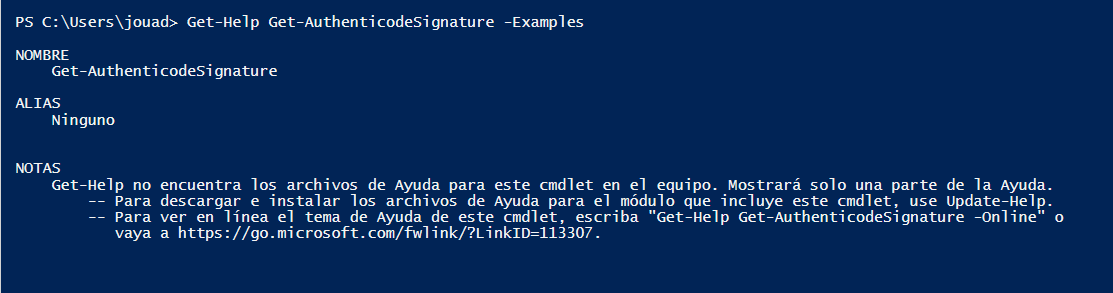 PS C:\Users\jouad> Get-Help Get-AuthenticodeSignature -Examples
NOMBRE
Get-AuthenticodeSignature
ALIAS
Ninguno
NOTAS
Get-Help no encuentra los archivos de Ayuda para este cmdlet en el equipo. Mostrará solo una parte de la Ayuda.
-- Para descargar e instalar los archivos de Ayuda para el módulo que incluye este cmdlet, use Update-Help.
-- Para ver en línea el tema de Ayuda de este cmdlet, escriba "Get-Help Get-AuthenticodeSignature -Online" o
vaya a https://go.microsoft.com/fwlink/?LinkID=113307.